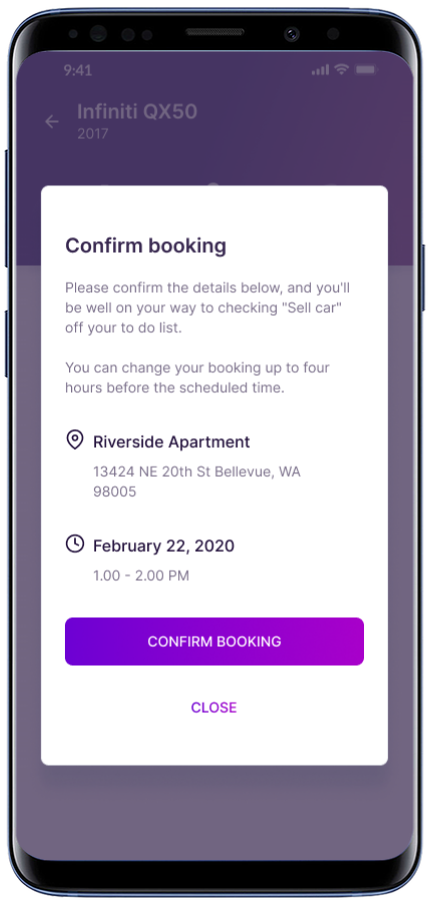 9:41
Infiniti QX50
2017
Confirm booking
Please confirm the details below, and you'll
be well on your way to checking "Sell car"
off your to do list.
You can change your booking up to four
hours before the scheduled time.
Riverside Apartment
13424 NE 20th St Bellevue, WA
98005
February 22, 2020
1.00 - 2.00 PM
CONFIRM BOOKING
CLOSE